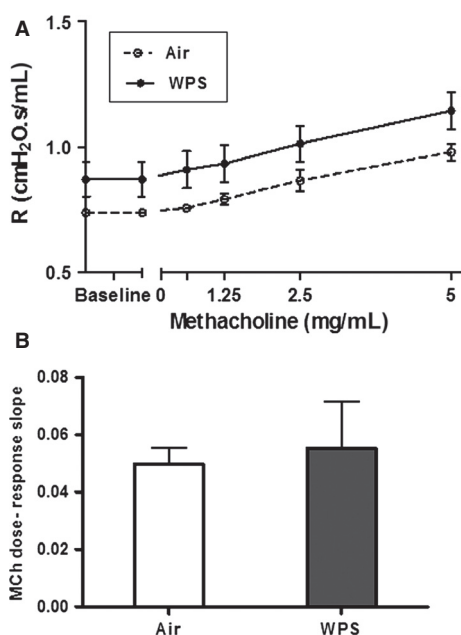 A
1.5
1.0
0.5
R (cmH₂O.s/mL)
Air
WPS
Baseline 0 1.25 2.5 5
Methacholine (mg/mL)
B
0.08
0.06
0.04
0.02
0.00
MCh dose- response slope
Air WPS